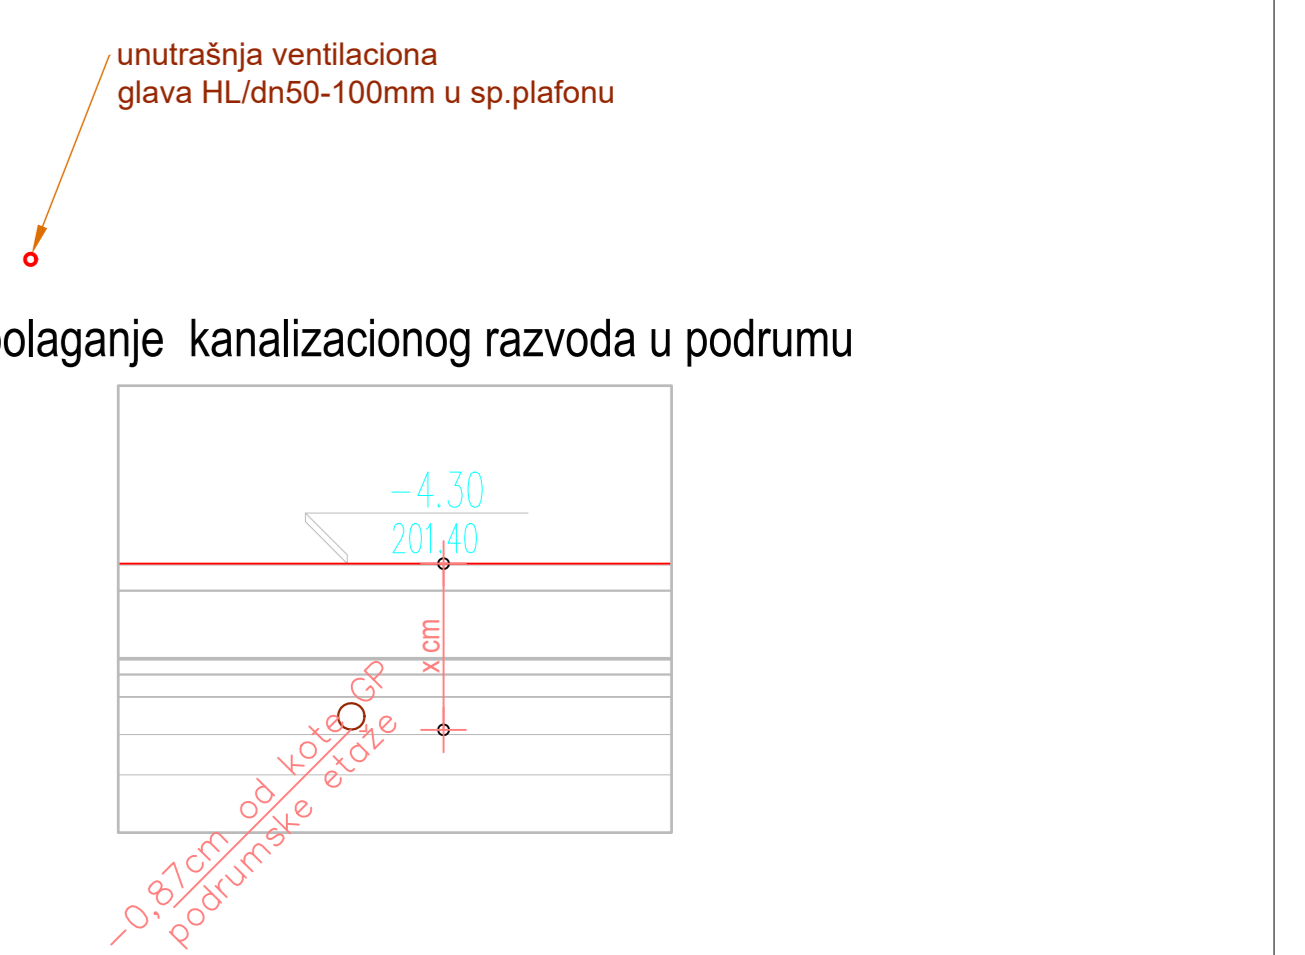 unutrašnja ventilaciona
glava HL/dn50-100mm u sp.plafonu
kanalizacionog razvoda u podrumu
-4.30
201.40
x cm
-0,87cm od kote GP
podrumske etaže